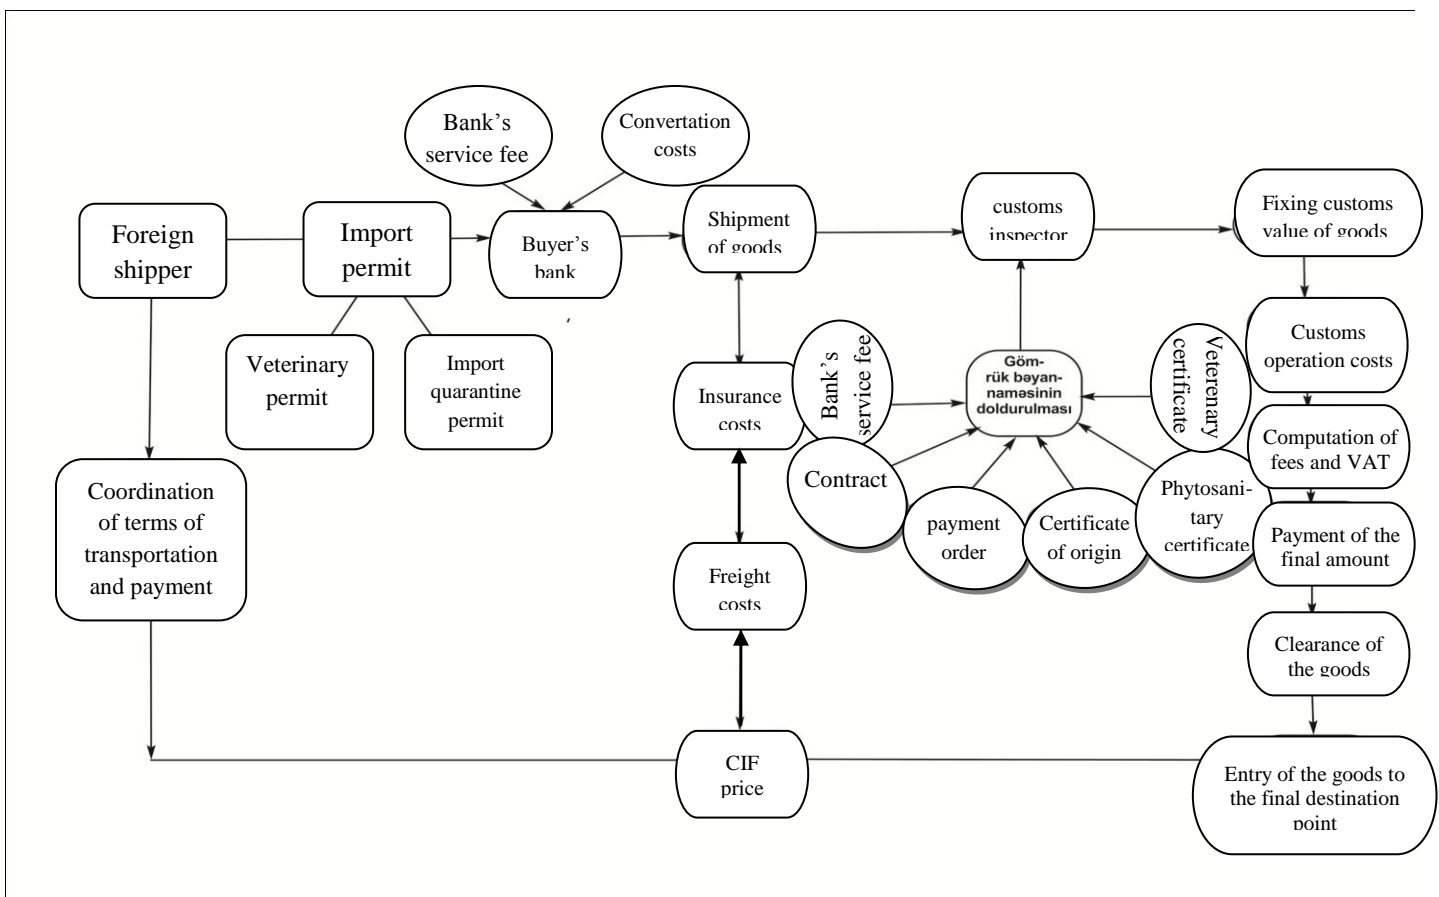 Bank’s
service fee
Convertation
costs
Foreign
shipper
Import
permit
Buyer’s
bank
Shipment
of goods
customs
inspector
Fixing customs
value of goods
Veterinary
permit
Import
quarantine
permit
Insurance
costs
Bank’s
service fee
Göm-
rük bəyan-
naməsinin
doldurulması
Veterenary
certificate
Customs
operation costs
Contract
payment
order
Certificate
of origin
Phytosani-
tary
certificate
Computation of
fees and VAT
Coordination
of terms of
transportation
and payment
Freight
costs
Payment of the
final amount
Clearance of
the goods
CIF
price
Entry of the goods to
the final destination
point